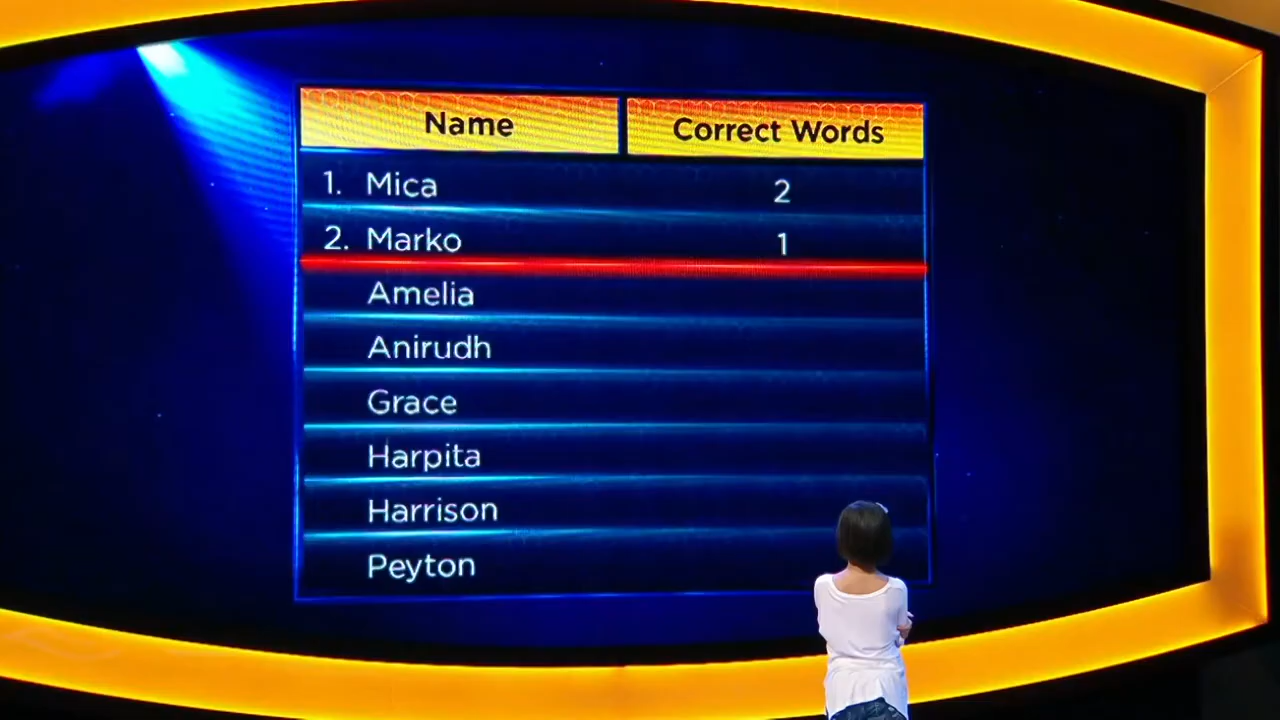 Name Correct Words
1. Mica 2
2. Marko 1
Amelia
Anirudh
Grace
Harpita
Harrison
Peyton